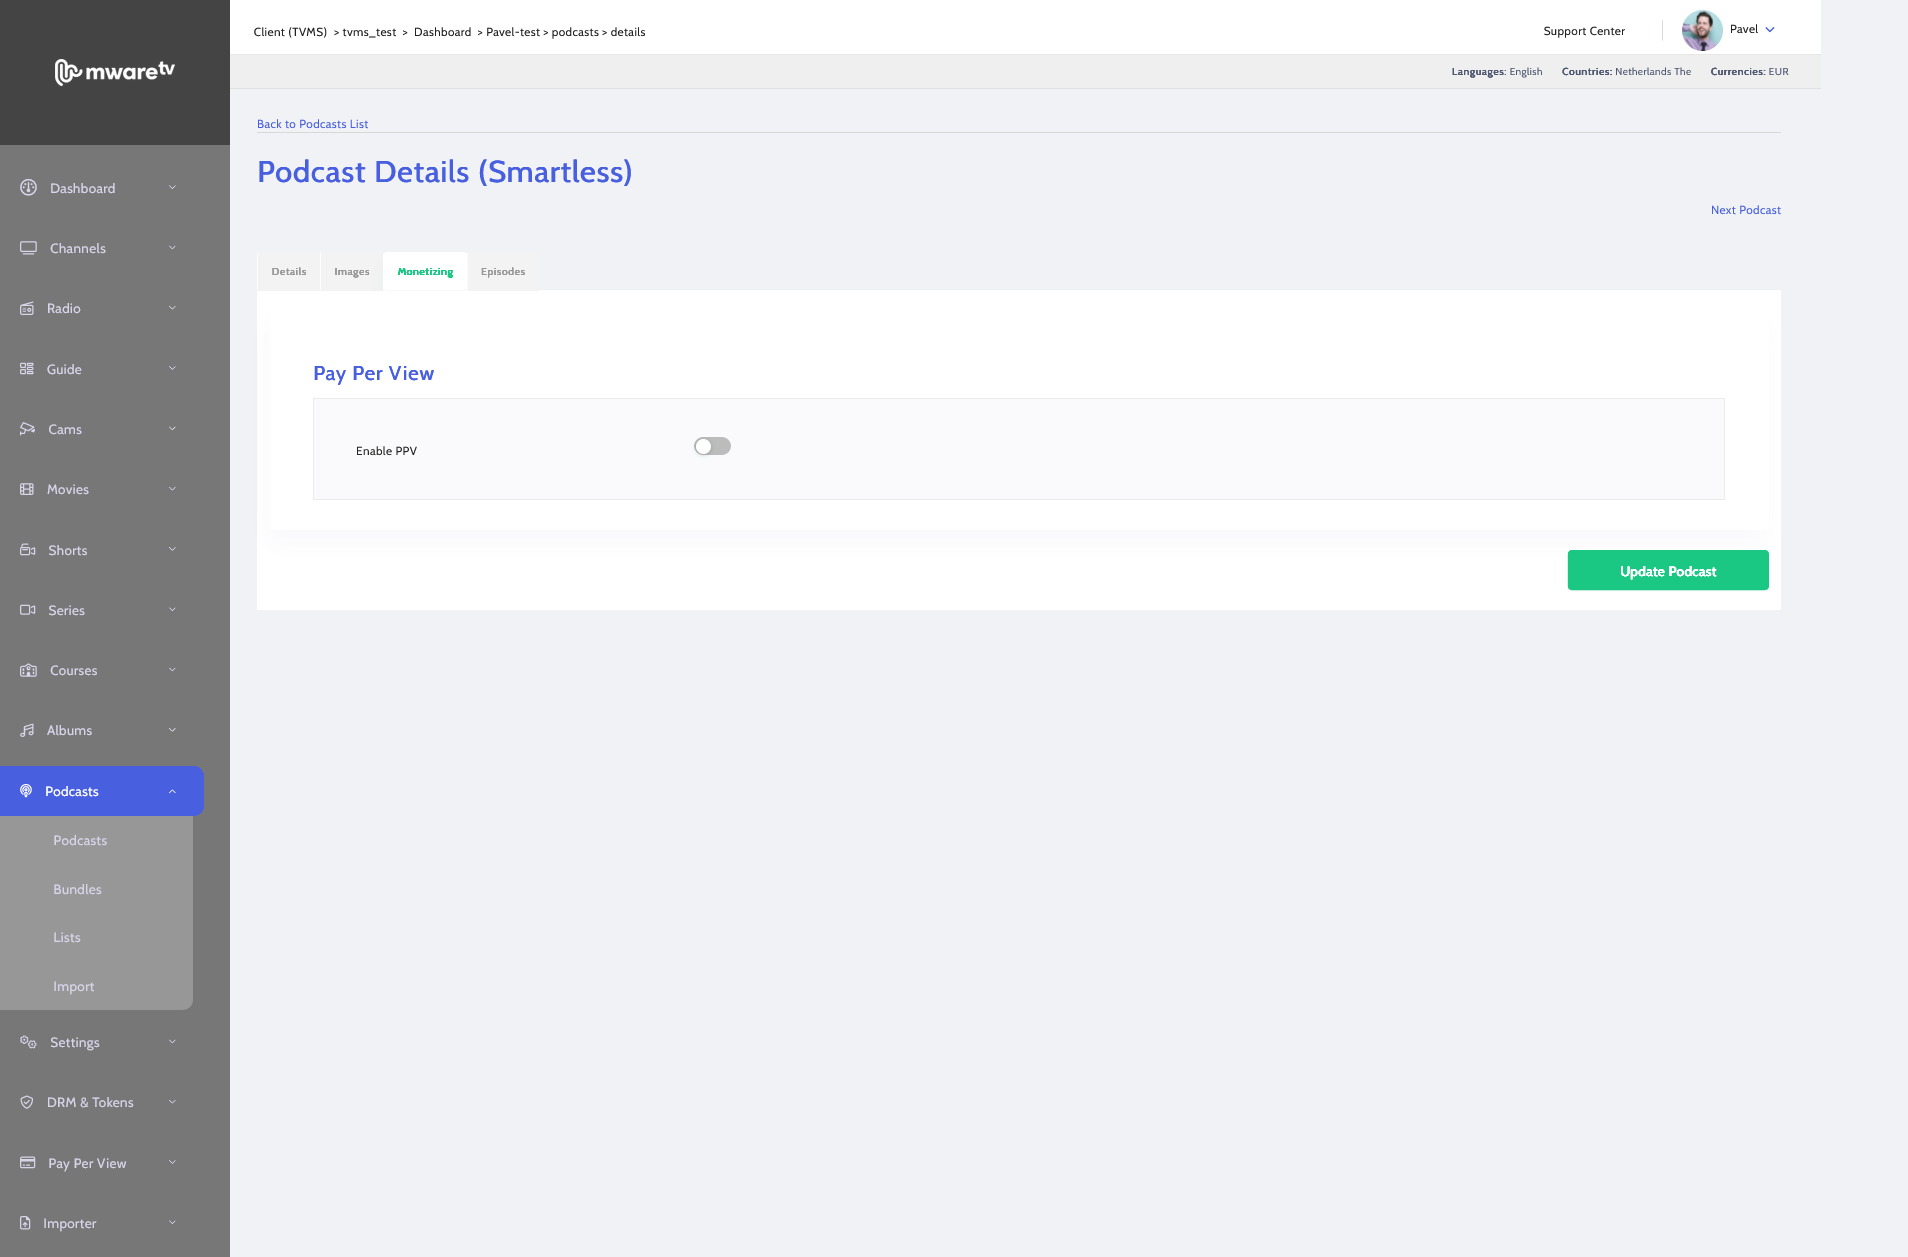 mwaretv
Client (TVMS) > tvms_test > Dashboard > Pavel-test > podcasts > details
Support Center
Pavel
Languages: English Countries: Netherlands The Currencies: EUR
Back to Podcasts List
Podcast Details (Smartless)
Next Podcast
Details Images Monetizing Episodes
Pay Per View
Enable PPV
Update Podcast
Dashboard
Channels
Radio
Guide
Cams
Movies
Shorts
Series
Courses
Albums
Podcasts
Podcasts
Bundles
Lists
Import
Settings
DRM & Tokens
Pay Per View
Importer